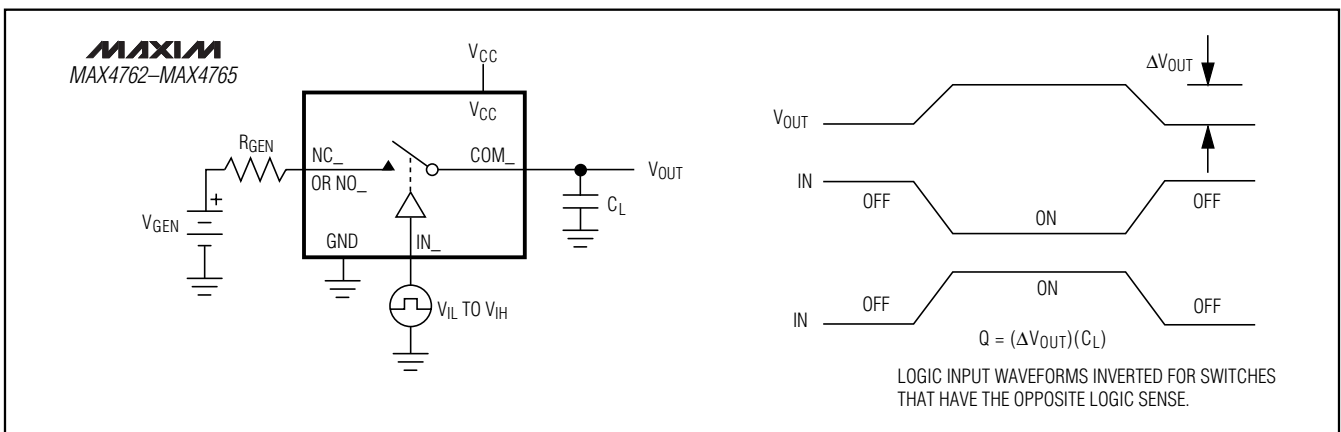 MAXIM
MAX4762–MAX4765
VCC
VCC
RGEN
NC_
OR NO_
COM_
VOUT
CL
VGEN
+
GND
IN_
VIL TO VIH
ΔVOUT
VOUT
IN
OFF
ON
OFF
IN
OFF
ON
OFF
Q = (ΔVOUT)(CL)
LOGIC INPUT WAVEFORMS INVERTED FOR SWITCHES
THAT HAVE THE OPPOSITE LOGIC SENSE.